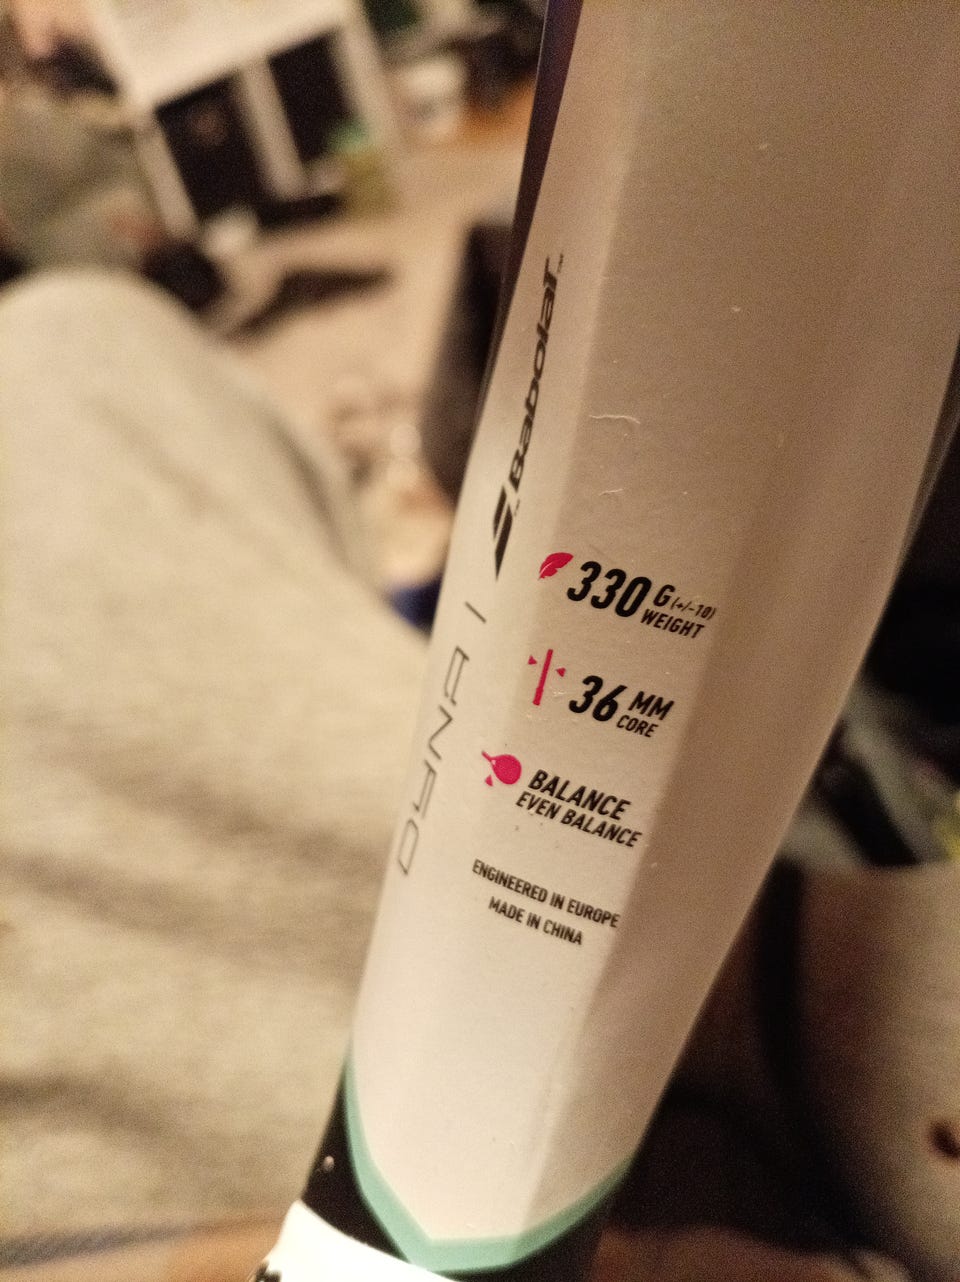 Babolat
330 G (+/-10)
WEIGHT
36 MM
CORE
BALANCE
EVEN BALANCE
ENGINEERED IN EUROPE
MADE IN CHINA